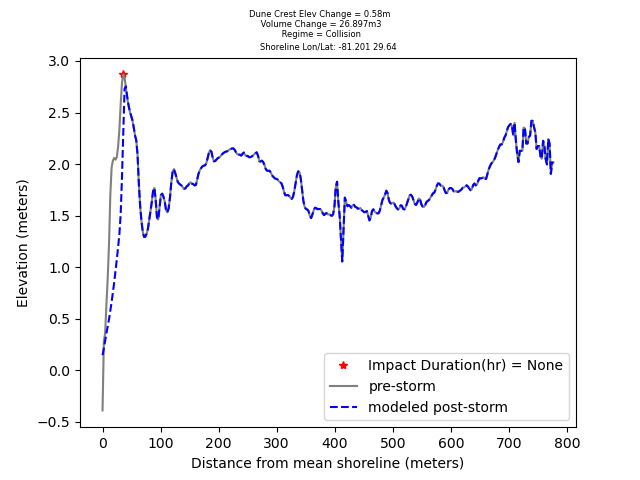 Dune Crest Elev Change = 0.58m
Volume Change = 26.897m3
Regime = Collision
Shoreline Lon/Lat: -81.201 29.64
3.0
2.5
2.0
1.5
1.0
0.5
0.0
−0.5
Elevation (meters)
Impact Duration(hr) = None
pre-storm
modeled post-storm
0 100 200 300 400 500 600 700 800
Distance from mean shoreline (meters)